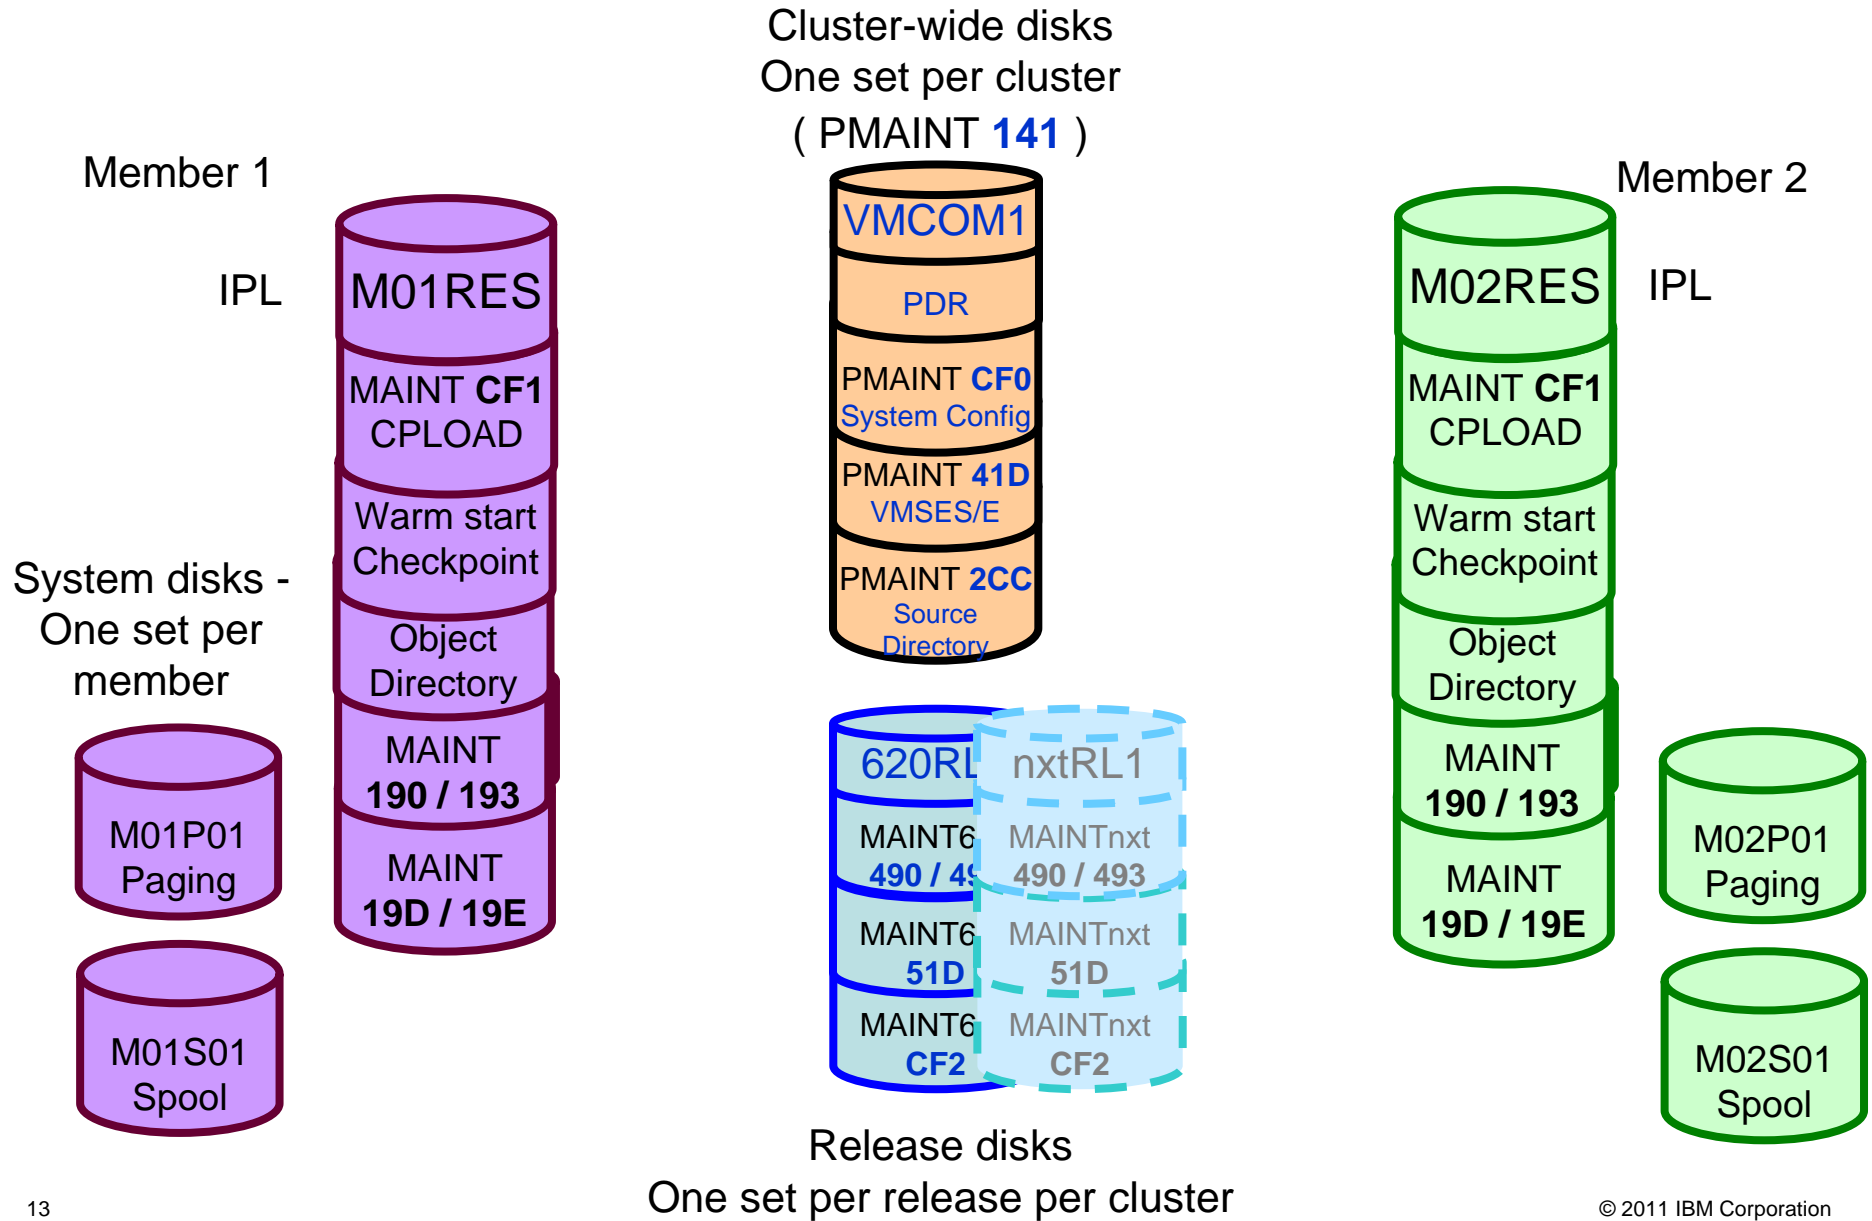 Cluster-wide disks
One set per cluster
( PMAINT 141 )
Member 1
IPL
M01RES
MAINT CF1
CPLOAD
Warm start
Checkpoint
Object
Directory
MAINT
190 / 193
MAINT
19D / 19E
System disks -
One set per
member
M01P01
Paging
M01S01
Spool
VMCOM1
PDR
PMAINT CF0
System Config
PMAINT 41D
VMSES/E
PMAINT 2CC
Source
Directory
620RL
MAINT6
490 / 49
MAINT6
51D
MAINT6
CF2
nxtRL1
MAINTnxt
490 / 493
MAINTnxt
51D
MAINTnxt
CF2
Release disks
One set per release per cluster
Member 2
IPL
M02RES
MAINT CF1
CPLOAD
Warm start
Checkpoint
Object
Directory
MAINT
190 / 193
MAINT
19D / 19E
M02P01
Paging
M02S01
Spool
13
© 2011 IBM Corporation